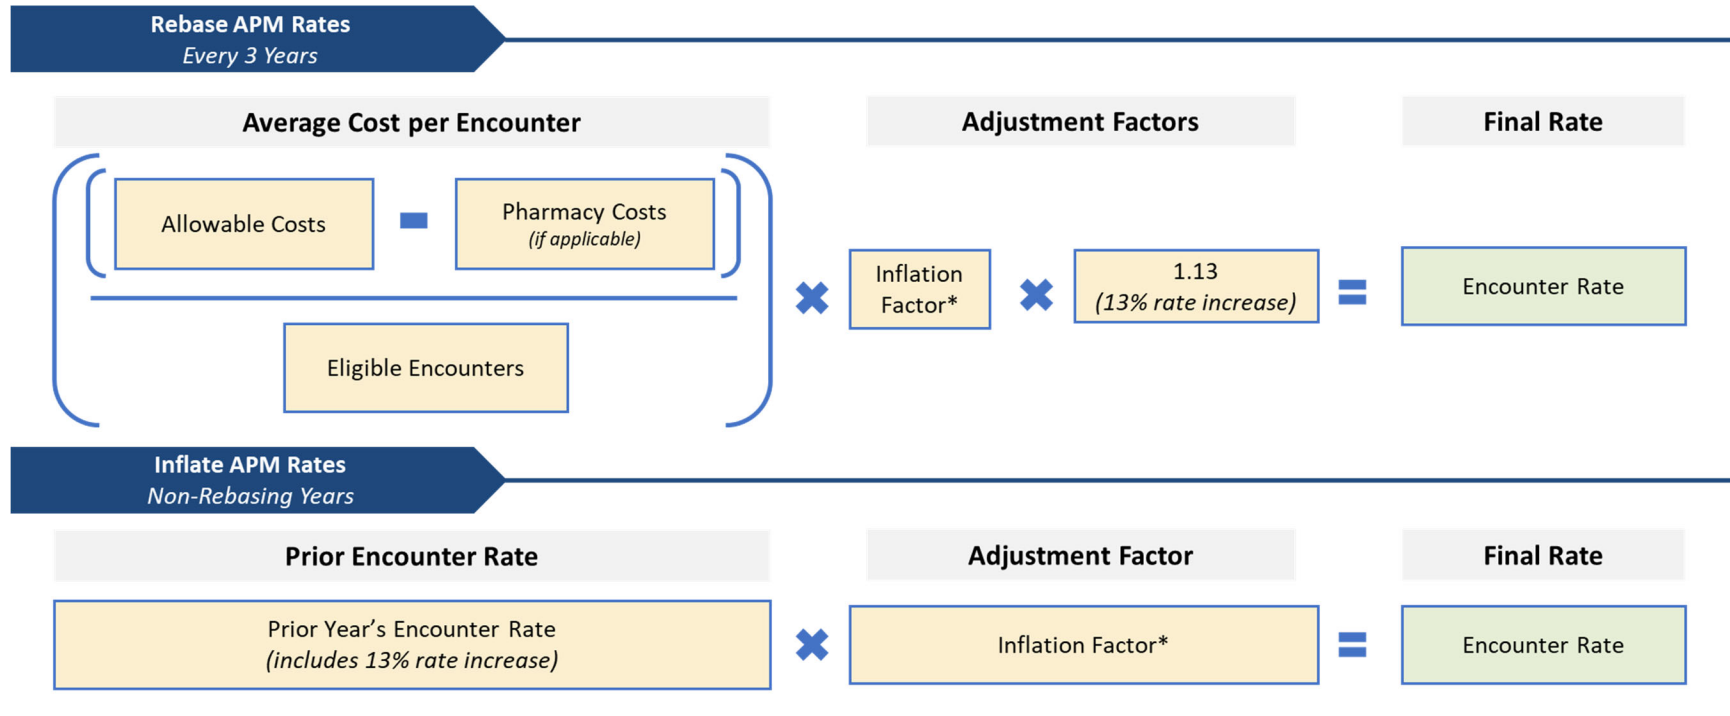 Rebase APM Rates
Every 3 Years
Average Cost per Encounter
Adjustment Factors
Final Rate
Allowable Costs
Pharmacy Costs
(if applicable)
Eligible Encounters
Inflation
Factor*
1.13
(13% rate increase)
Encounter Rate
Inflate APM Rates
Non-Rebasing Years
Prior Encounter Rate
Adjustment Factor
Final Rate
Prior Year’s Encounter Rate
(includes 13% rate increase)
Inflation Factor*
Encounter Rate